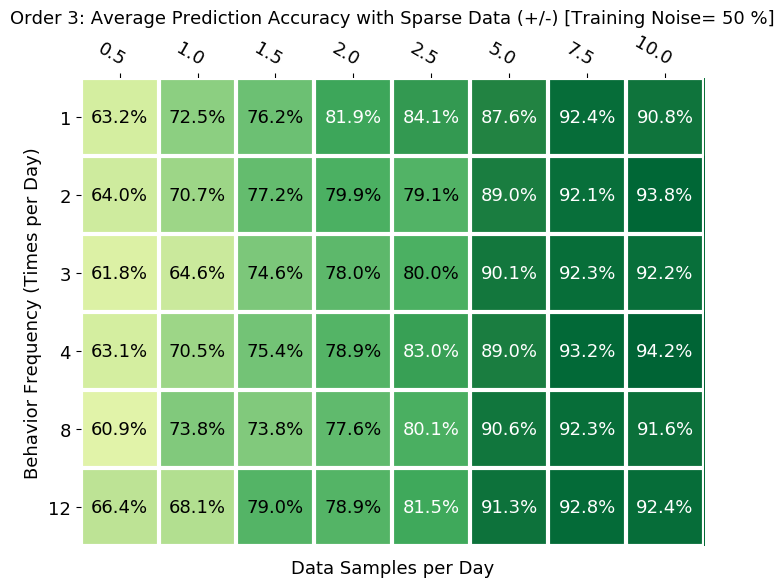 Order 3: Average Prediction Accuracy with Sparse Data (+/-) [Training Noise= 50 %]
0.5 1.0 1.5 2.0 2.5 5.0 7.5 10.0
1 63.2% 72.5% 76.2% 81.9% 84.1% 87.6% 92.4% 90.8%
2 64.0% 70.7% 77.2% 79.9% 79.1% 89.0% 92.1% 93.8%
3 61.8% 64.6% 74.6% 78.0% 80.0% 90.1% 92.3% 92.2%
4 63.1% 70.5% 75.4% 78.9% 83.0% 89.0% 93.2% 94.2%
8 60.9% 73.8% 73.8% 77.6% 80.1% 90.6% 92.3% 91.6%
12 66.4% 68.1% 79.0% 78.9% 81.5% 91.3% 92.8% 92.4%
Behavior Frequency (Times per Day)
Data Samples per Day